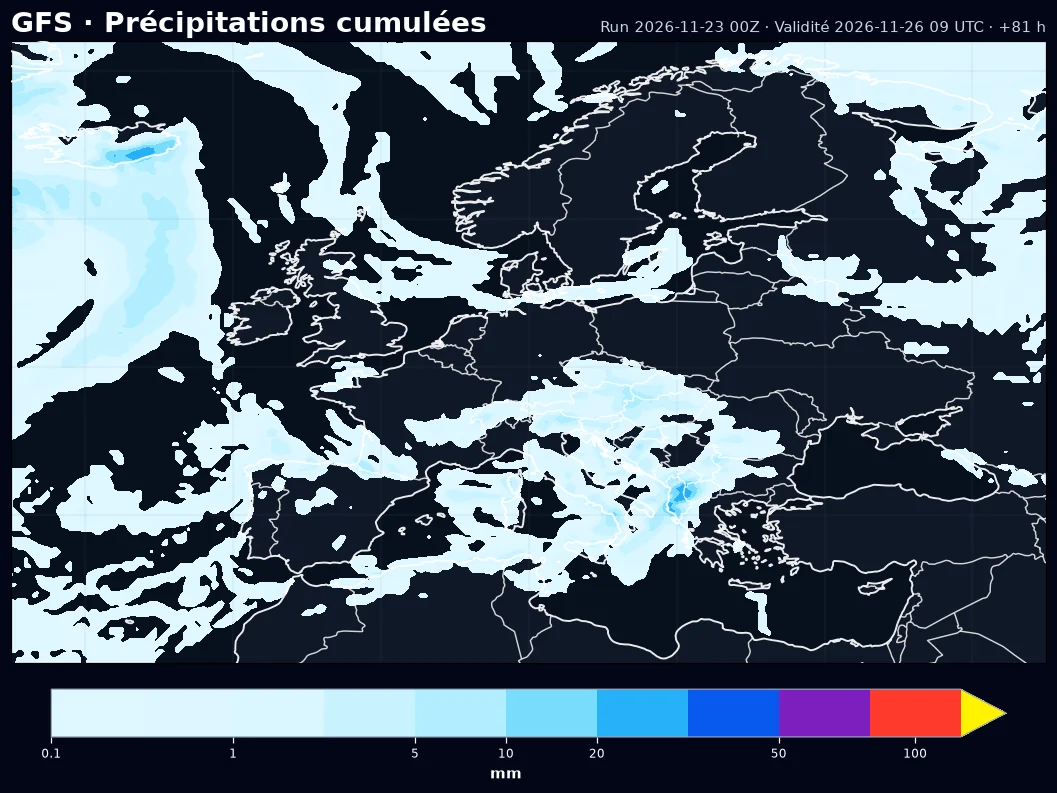 GFS · Précipitations cumulées
Run 2026-11-23 00Z · Validité 2026-11-26 09 UTC · +81 h
0.1 1 5 10 20 50 100
mm